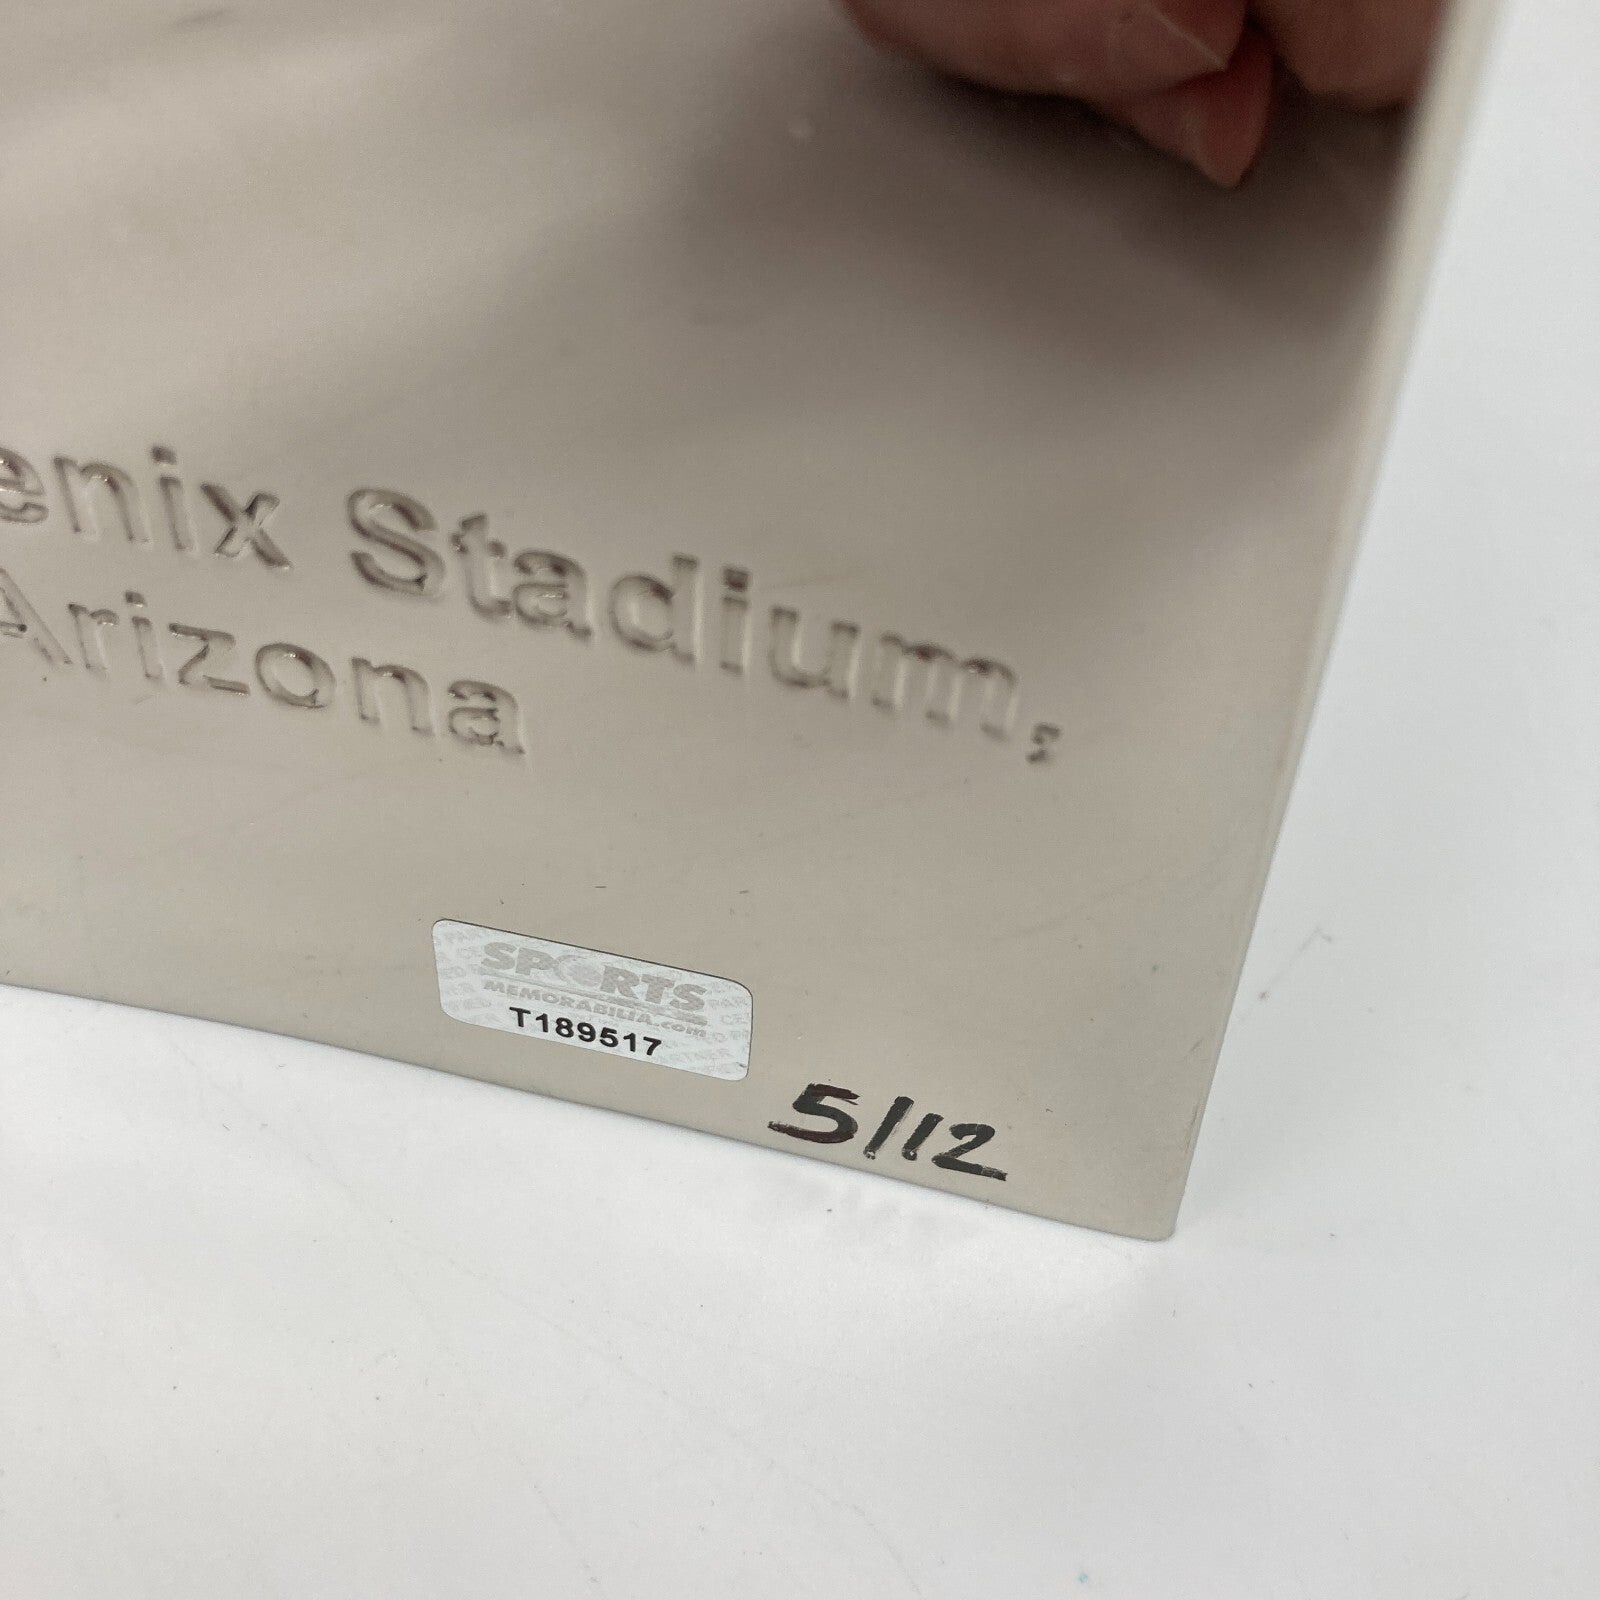 enix Stadium,
Arizona
SPORTS
MEMORABILIA.com
T189517
5/12